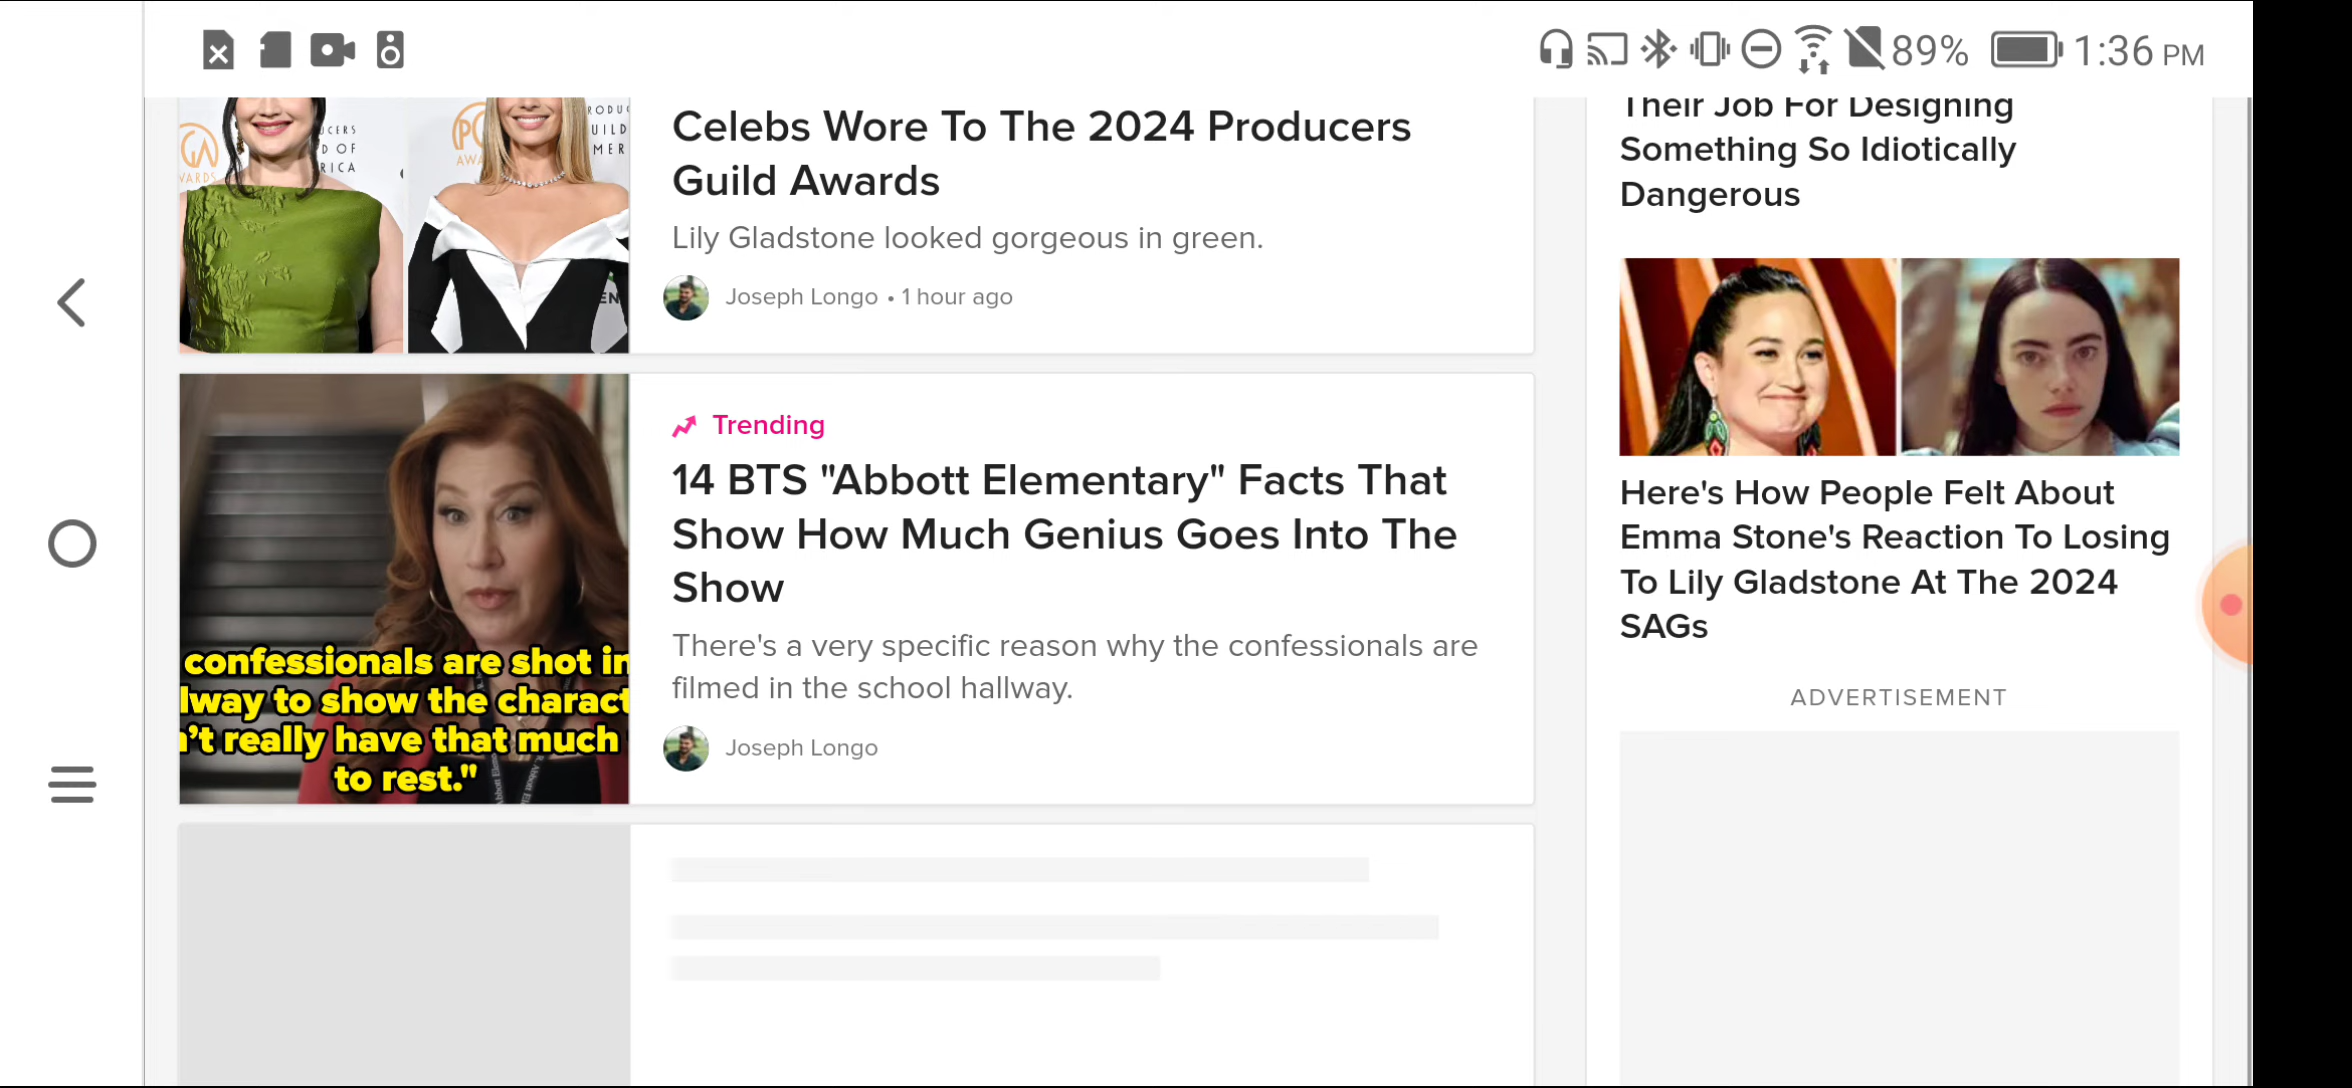 89% 1:36 PM
Celebs Wore To The 2024 Producers
Guild Awards
Lily Gladstone looked gorgeous in green.
Joseph Longo • 1 hour ago
Trending
14 BTS "Abbott Elementary" Facts That
Show How Much Genius Goes Into The
Show
There's a very specific reason why the confessionals are
filmed in the school hallway.
Joseph Longo
confessionals are shot in
lway to show the charact
't really have that much
to rest."
Their Job For Designing
Something So Idiotically
Dangerous
Here's How People Felt About
Emma Stone's Reaction To Losing
To Lily Gladstone At The 2024
SAGs
ADVERTISEMENT